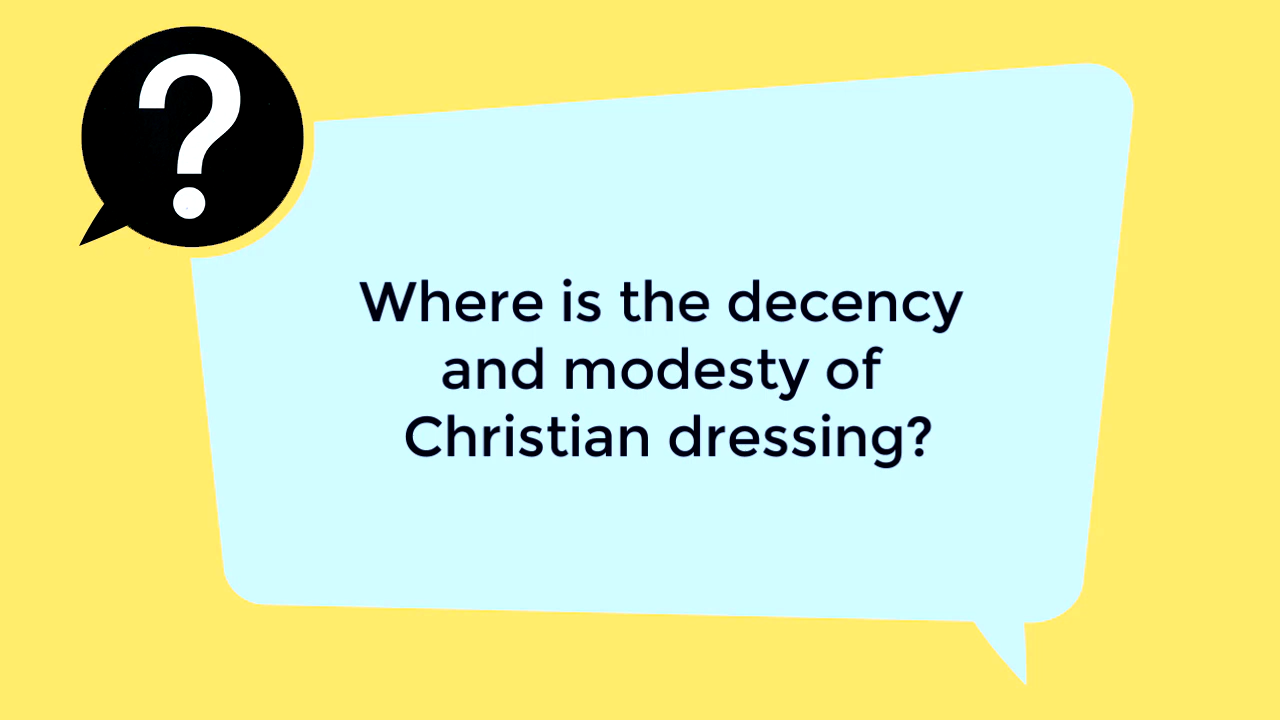 Where is the decency
and modesty of
Christian dressing?